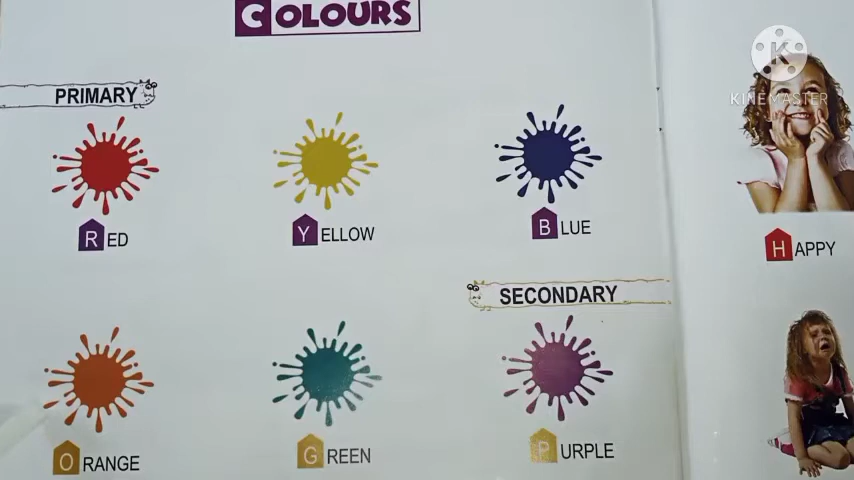 COLOURS
KINEMASTER
PRIMARY
RED
YELLOW
BLUE
HAPPY
SECONDARY
ORANGE
GREEN
PURPLE